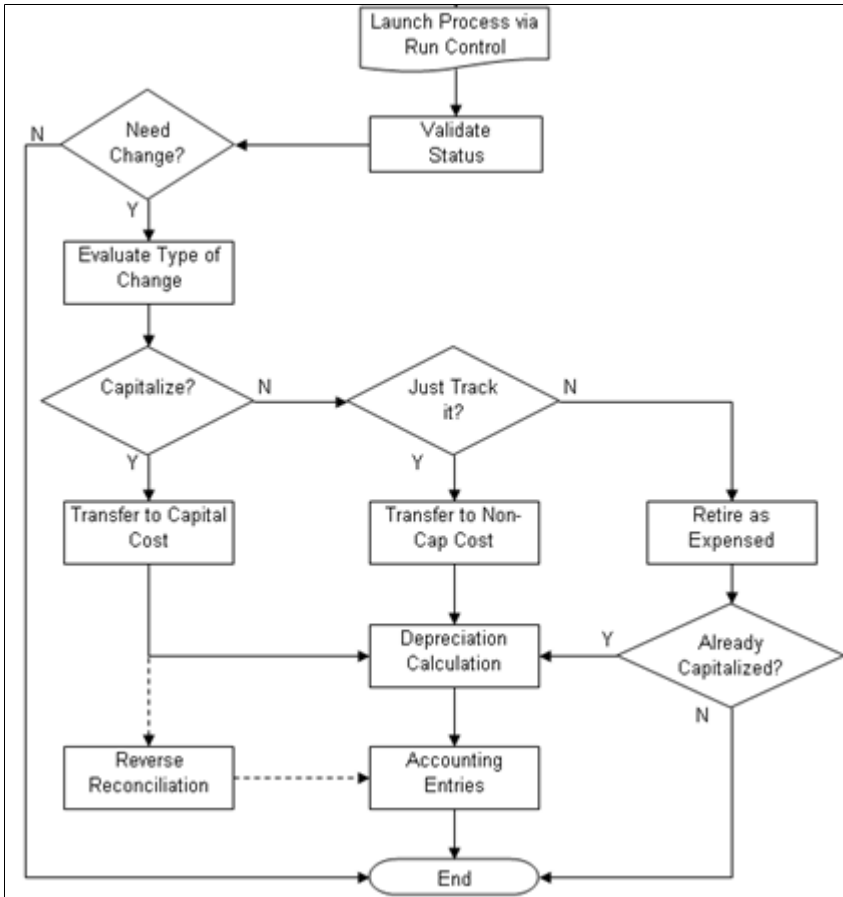 Launch Process via
Run Control
Validate
Status
Need
Change?
N
Y
Evaluate Type of
Change
Capitalize?
N
Just Track
it?
N
Y
Y
Transfer to Capital
Cost
Transfer to Non-
Cap Cost
Retire as
Expensed
Depreciation
Calculation
Y
Already
Capitalized?
N
Reverse
Reconciliation
Accounting
Entries
End